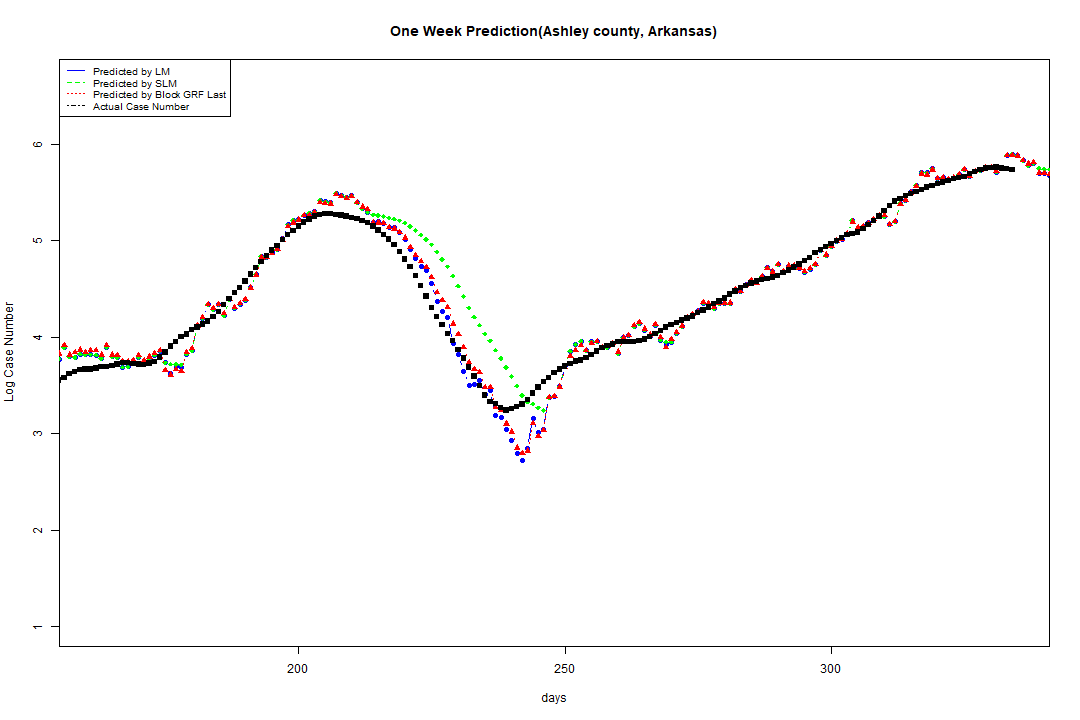 One Week Prediction(Ashley county, Arkansas)
Predicted by LM
Predicted by SLM
Predicted by Block GRF Last
Actual Case Number
6
5
4
3
2
1
Log Case Number
200
250
300
days